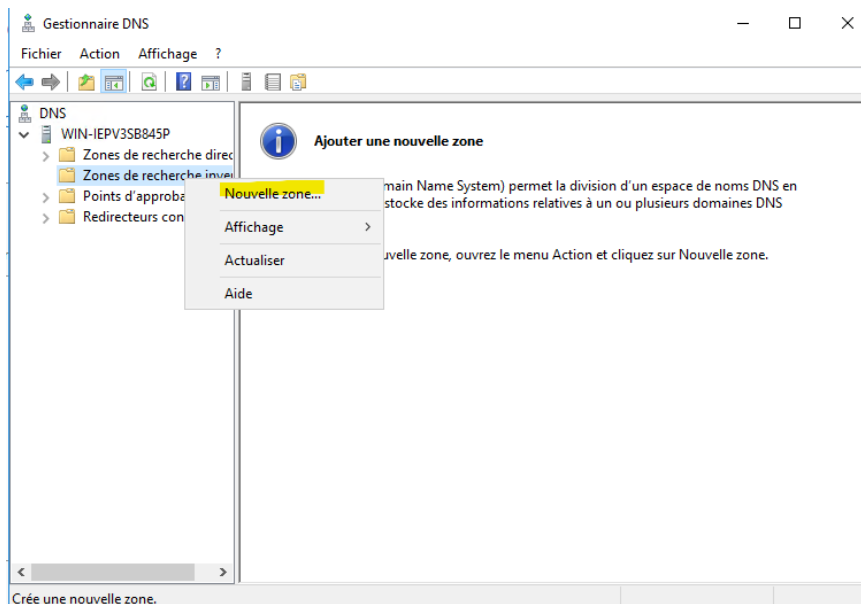 Gestionnaire DNS
Fichier Action Affichage ?
DNS
WIN-IEPV3SB845P
Zones de recherche direc
Zones de recherche inver
Points d'approba
Redirecteurs con
Nouvelle zone...
Affichage
Actualiser
Aide
Ajouter une nouvelle zone
main Name System) permet la division d'un espace de noms DNS en
stocke des informations relatives à un ou plusieurs domaines DNS
uvelle zone, ouvrez le menu Action et cliquez sur Nouvelle zone.
Crée une nouvelle zone.